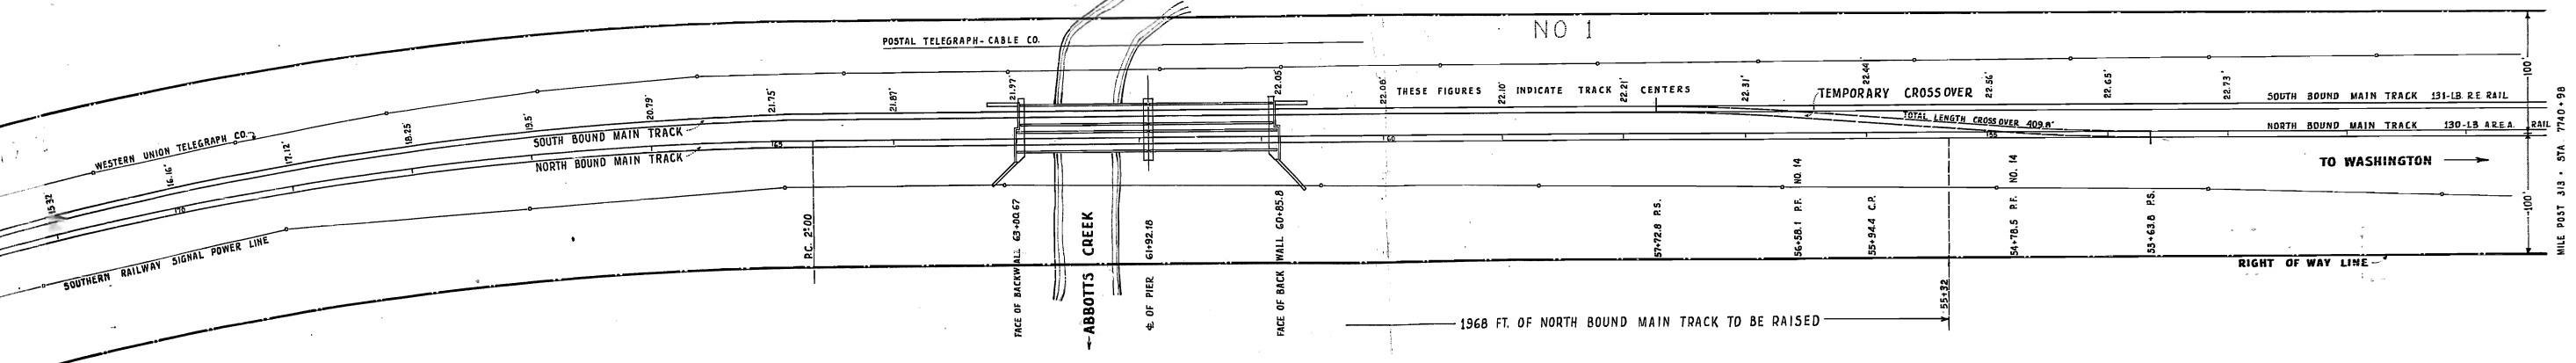 NO 1
POSTAL TELEGRAPH-CABLE CO.
WESTERN UNION TELEGRAPH CO.
15.32
16.16'
17.12'
18.25
19.5'
20.79'
21.75'
21.87'
21.97'
22.05'
22.08'
22.10'
22.21'
22.31'
22.44'
22.56'
22.65'
22.73'
THESE FIGURES INDICATE TRACK CENTERS
TEMPORARY CROSSOVER
TOTAL LENGTH CROSSOVER 409.8'
SOUTH BOUND MAIN TRACK 131-LB. R.E. RAIL
NORTH BOUND MAIN TRACK 130-LB A.R.E.A. RAIL
SOUTH BOUND MAIN TRACK
NORTH BOUND MAIN TRACK
170
165
60
155
TO WASHINGTON
100'
100'
MILE POST 313 + STA. 7740+98
SOUTHERN RAILWAY SIGNAL POWER LINE
P.C. 2°00
FACE OF BACKWALL 63+00.67
ABBOTTS CREEK
℄ OF PIER 61+92.18
FACE OF BACK WALL 60+85.8
57+72.8 P.S.
56+58.1 P.F. NO. 14
55+94.4 C.P.
55+32
54+78.5 P.F. NO. 14
53+63.8 P.S.
RIGHT OF WAY LINE
1968 FT. OF NORTH BOUND MAIN TRACK TO BE RAISED